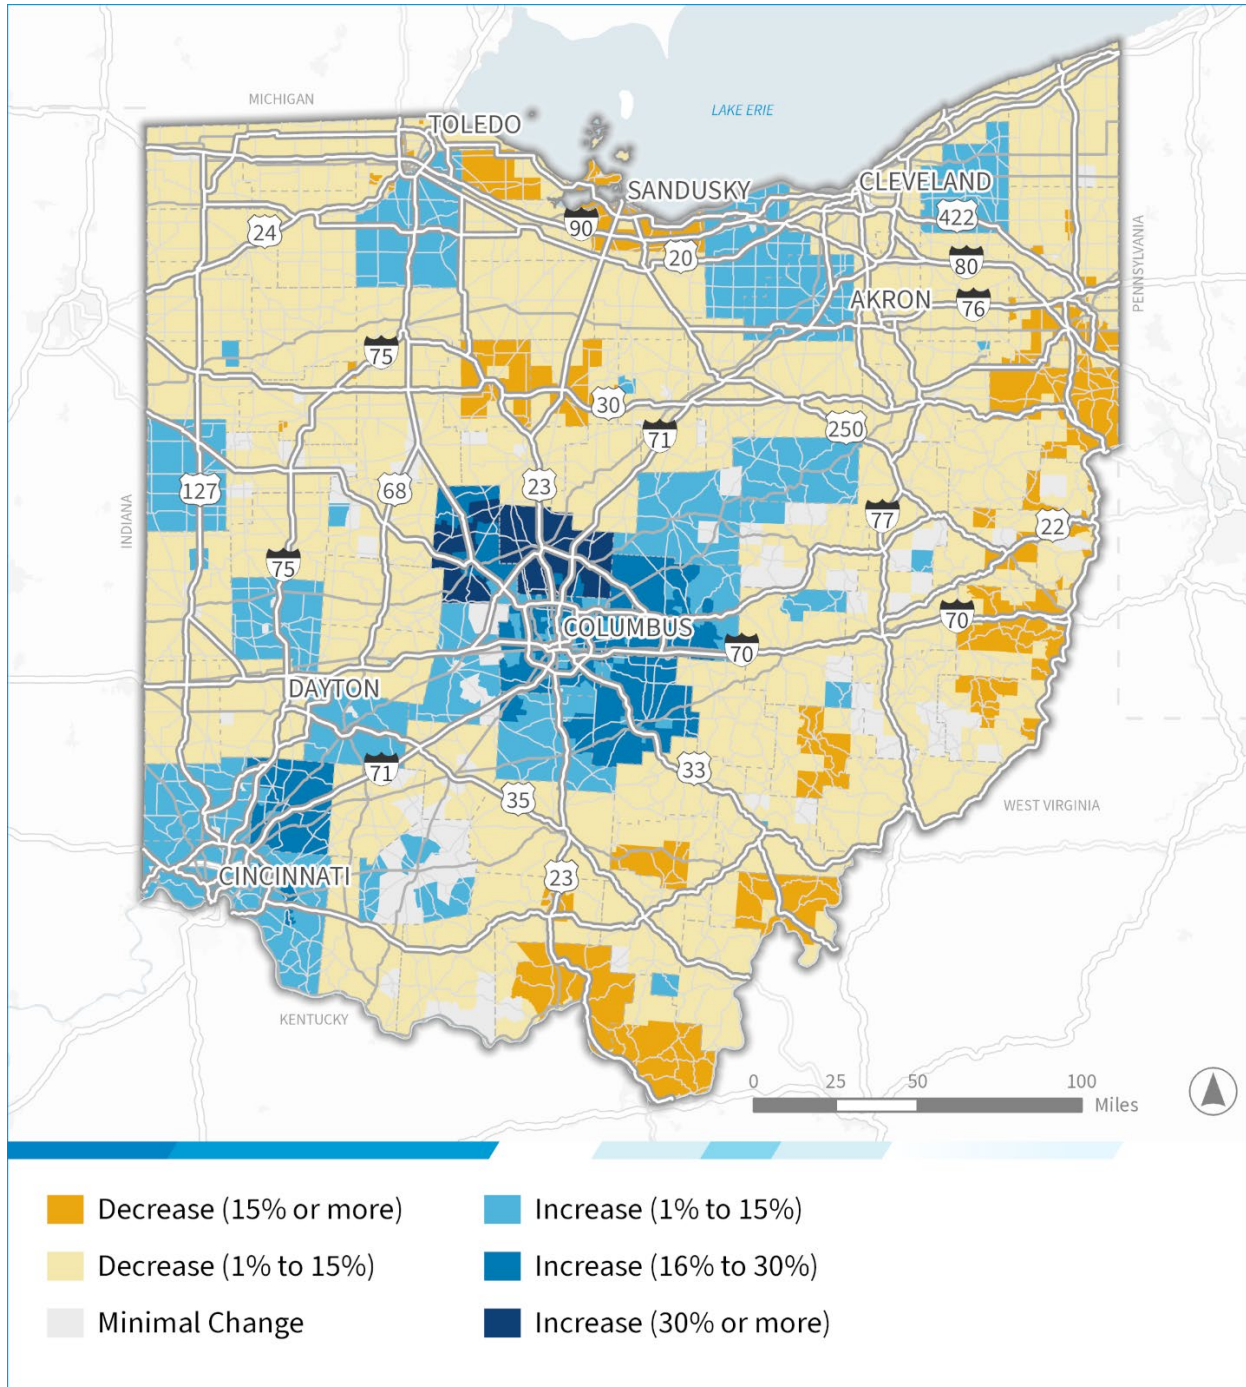 MICHIGAN
LAKE ERIE
TOLEDO
SANDUSKY
CLEVELAND
24
90
20
422
80
PENNSYLVANIA
AKRON
76
75
30
71
250
127
68
23
77
22
INDIANA
75
COLUMBUS
70
70
DAYTON
71
35
33
WEST VIRGINIA
CINCINNATI
23
KENTUCKY
0 25 50 100
Miles
Decrease (15% or more)
Decrease (1% to 15%)
Minimal Change
Increase (1% to 15%)
Increase (16% to 30%)
Increase (30% or more)